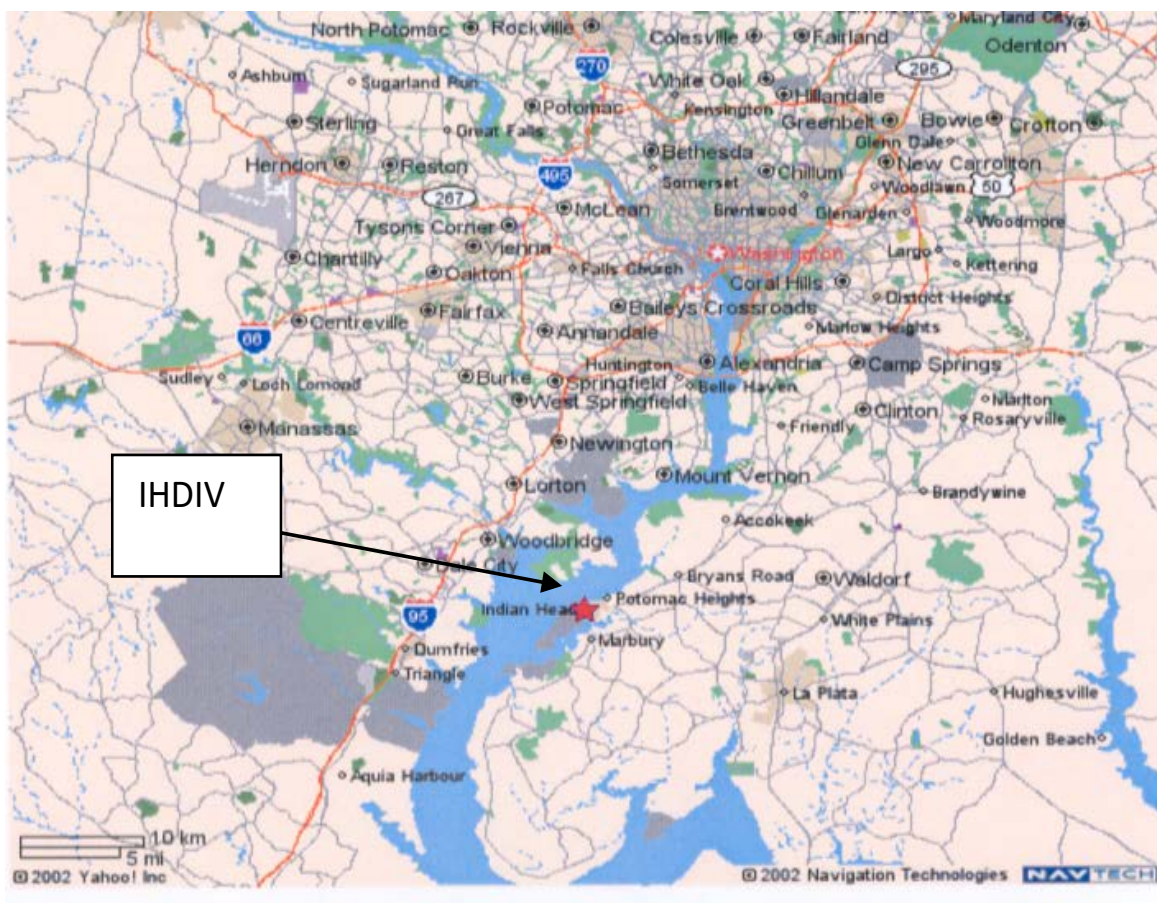 North Potomac
Rockville
Colesville
Fairland
Maryland City
Odenton
270
295
Ashburn
Sugarland Run
White Oak
Potomac
Kensington
Hillandale
Sterling
Great Falls
Greenbelt
Bowie
Crofton
Glenn Dale
Herndon
Reston
Bethesda
495
Somerset
Chillum
New Carrollton
Woodlawn
50
267
McLean
Brentwood
Glenarden
Woodmore
Tysons Corner
Vienna
Washington
Largo
Chantilly
Oakton
Falls Church
Kettering
Coral Hills
District Heights
Fairfax
Baileys Crossroads
Centreville
66
Annandale
Marlow Heights
Huntington
Alexandria
Camp Springs
Sudley
Loch Lomond
Burke
Springfield
Belle Haven
West Springfield
Marlton
Clinton
Rosaryville
Manassas
Friendly
Newington
IHDIV
Lorton
Mount Vernon
Brandywine
Accokeek
Woodbridge
Dale City
Bryans Road
Waldorf
Indian Head
Potomac Heights
95
White Plains
Marbury
Dumfries
Triangle
La Plata
Hughesville
Golden Beach
Aquia Harbour
10 km
5 mi
© 2002 Yahoo! Inc
© 2002 Navigation Technologies NAVTECH